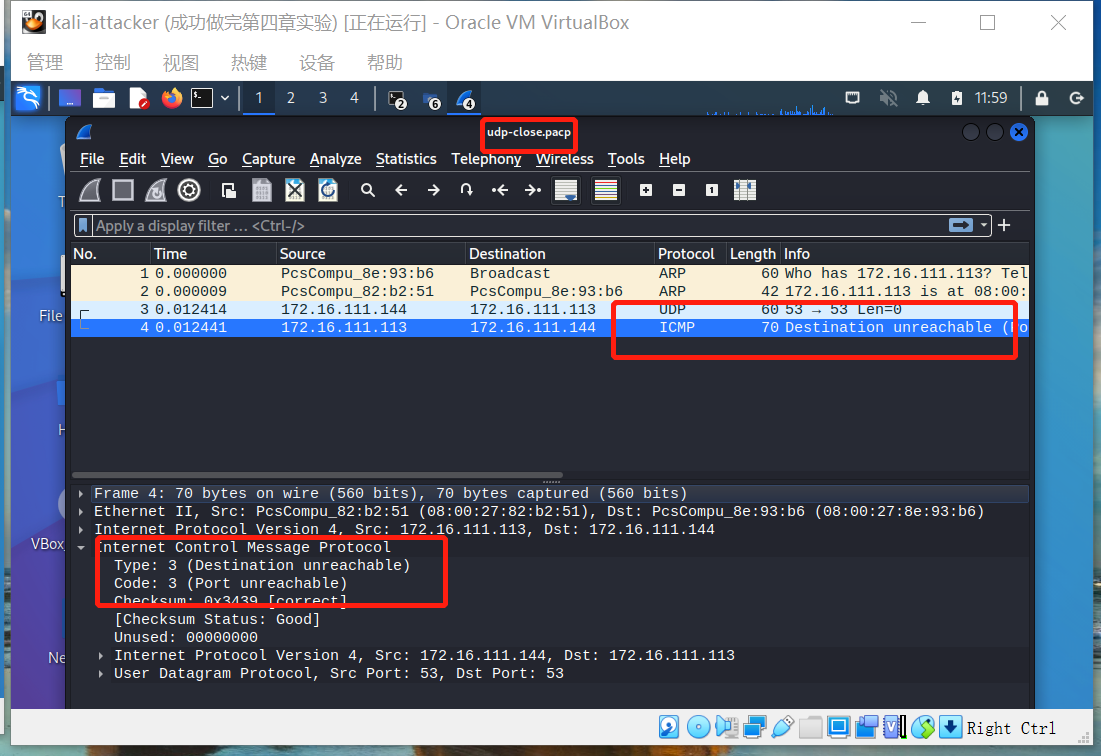 kali-attacker (成功做完第四章实验) [正在运行] - Oracle VM VirtualBox
管理 控制 视图 热键 设备 帮助
1 2 3 4 2 6 4 11:59
udp-close.pacp
File Edit View Go Capture Analyze Statistics Telephony Wireless Tools Help
Apply a display filter … <Ctrl-/>
No. Time Source Destination Protocol Length Info
1 0.000000 PcsCompu_8e:93:b6 Broadcast ARP 60 Who has 172.16.111.113? Tel
2 0.000009 PcsCompu_82:b2:51 PcsCompu_8e:93:b6 ARP 42 172.16.111.113 is at 08:00:
3 0.012414 172.16.111.144 172.16.111.113 UDP 60 53 → 53 Len=0
4 0.012441 172.16.111.113 172.16.111.144 ICMP 70 Destination unreachable (Po
File
Frame 4: 70 bytes on wire (560 bits), 70 bytes captured (560 bits)
Ethernet II, Src: PcsCompu_82:b2:51 (08:00:27:82:b2:51), Dst: PcsCompu_8e:93:b6 (08:00:27:8e:93:b6)
Internet Protocol Version 4, Src: 172.16.111.113, Dst: 172.16.111.144
VBox
Internet Control Message Protocol
Type: 3 (Destination unreachable)
Code: 3 (Port unreachable)
Checksum: 0x3439 [correct]
[Checksum Status: Good]
Unused: 00000000
Ne
Internet Protocol Version 4, Src: 172.16.111.144, Dst: 172.16.111.113
User Datagram Protocol, Src Port: 53, Dst Port: 53
Right Ctrl